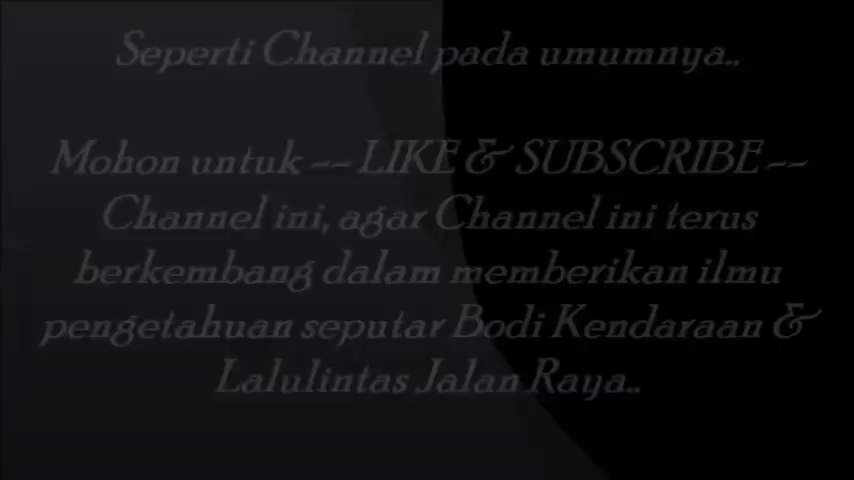 Seperti Channel pada umumnya..
Mohon untuk -- LIKE & SUBSCRIBE --
Channel ini, agar Channel ini terus
berkembang dalam memberikan ilmu
pengetahuan seputar Bodi Kendaraan &
Lalulintas Jalan Raya..